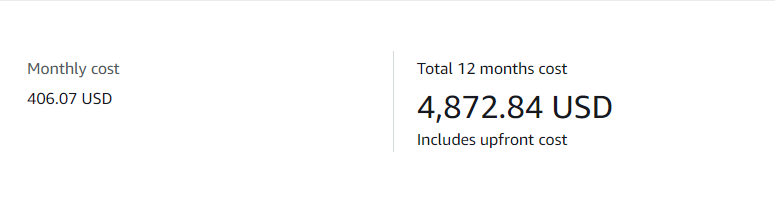 Monthly cost
406.07 USD
Total 12 months cost
4,872.84 USD
Includes upfront cost